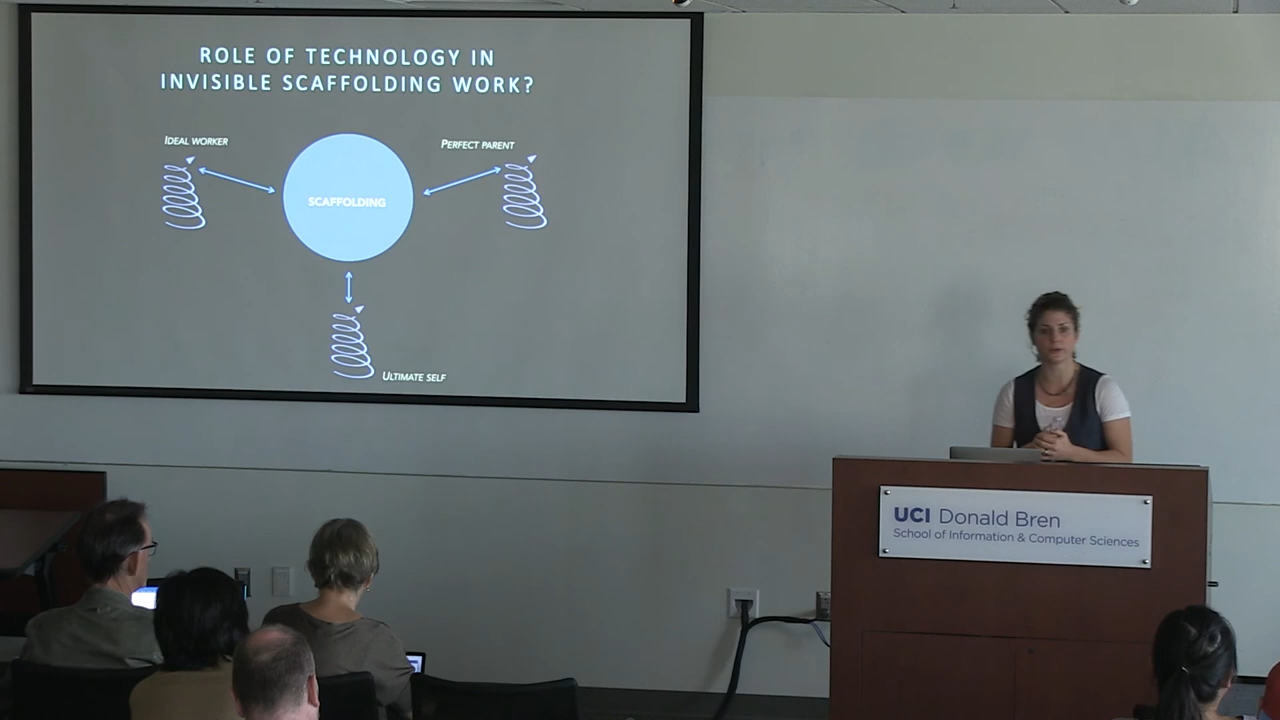 ROLE OF TECHNOLOGY IN
INVISIBLE SCAFFOLDING WORK?
IDEAL WORKER
PERFECT PARENT
SCAFFOLDING
ULTIMATE SELF
UCI Donald Bren
School of Information & Computer Sciences